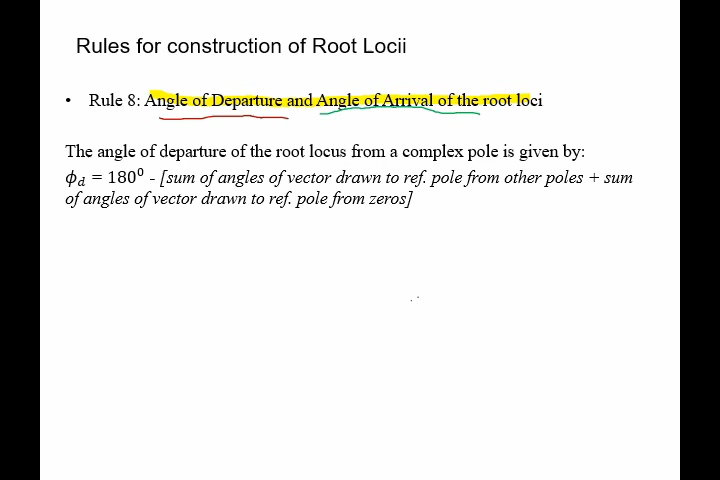 Rules for construction of Root Locii
• Rule 8: Angle of Departure and Angle of Arrival of the root loci
The angle of departure of the root locus from a complex pole is given by:
ϕd = 180⁰ - [sum of angles of vector drawn to ref. pole from other poles + sum
of angles of vector drawn to ref. pole from zeros]